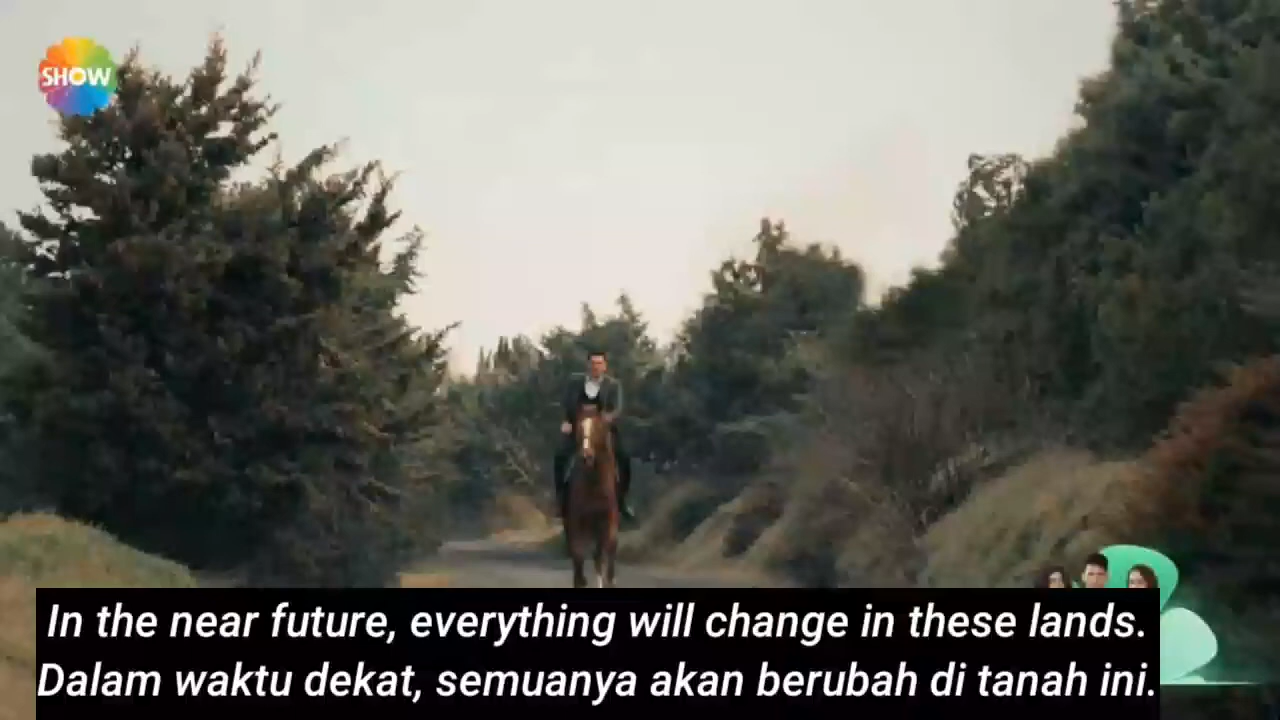 SHOW
In the near future, everything will change in these lands.
Dalam waktu dekat, semuanya akan berubah di tanah ini.